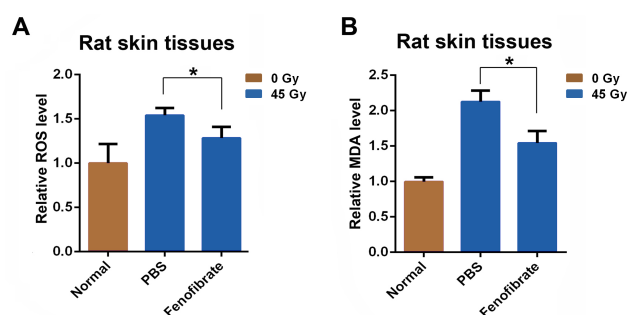 A
Rat skin tissues
*
0 Gy
45 Gy
Relative ROS level
2.0
1.5
1.0
0.5
0.0
Normal
PBS
Fenofibrate
B
Rat skin tissues
*
0 Gy
45 Gy
Relative MDA level
2.5
2.0
1.5
1.0
0.5
0.0
Normal
PBS
Fenofibrate